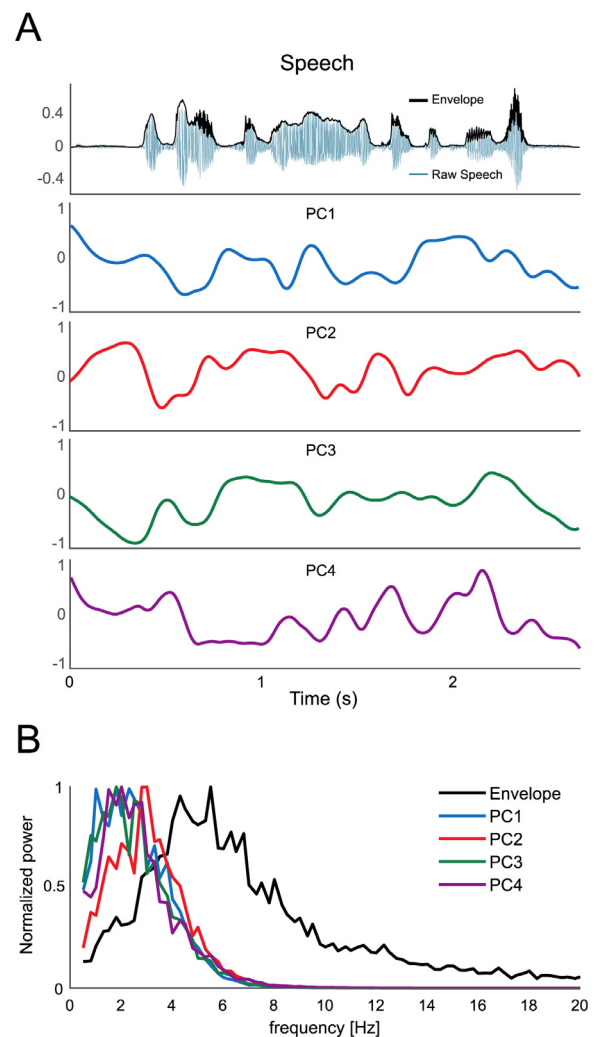 A
Speech
0.4
0
-0.4
Envelope
Raw Speech
PC1
1
0
-1
PC2
1
0
-1
PC3
1
0
-1
PC4
1
0
-1
0 1 2
Time (s)
B
Normalized power
1
0.5
0
Envelope
PC1
PC2
PC3
PC4
0 2 4 6 8 10 12 14 16 18 20
frequency [Hz]